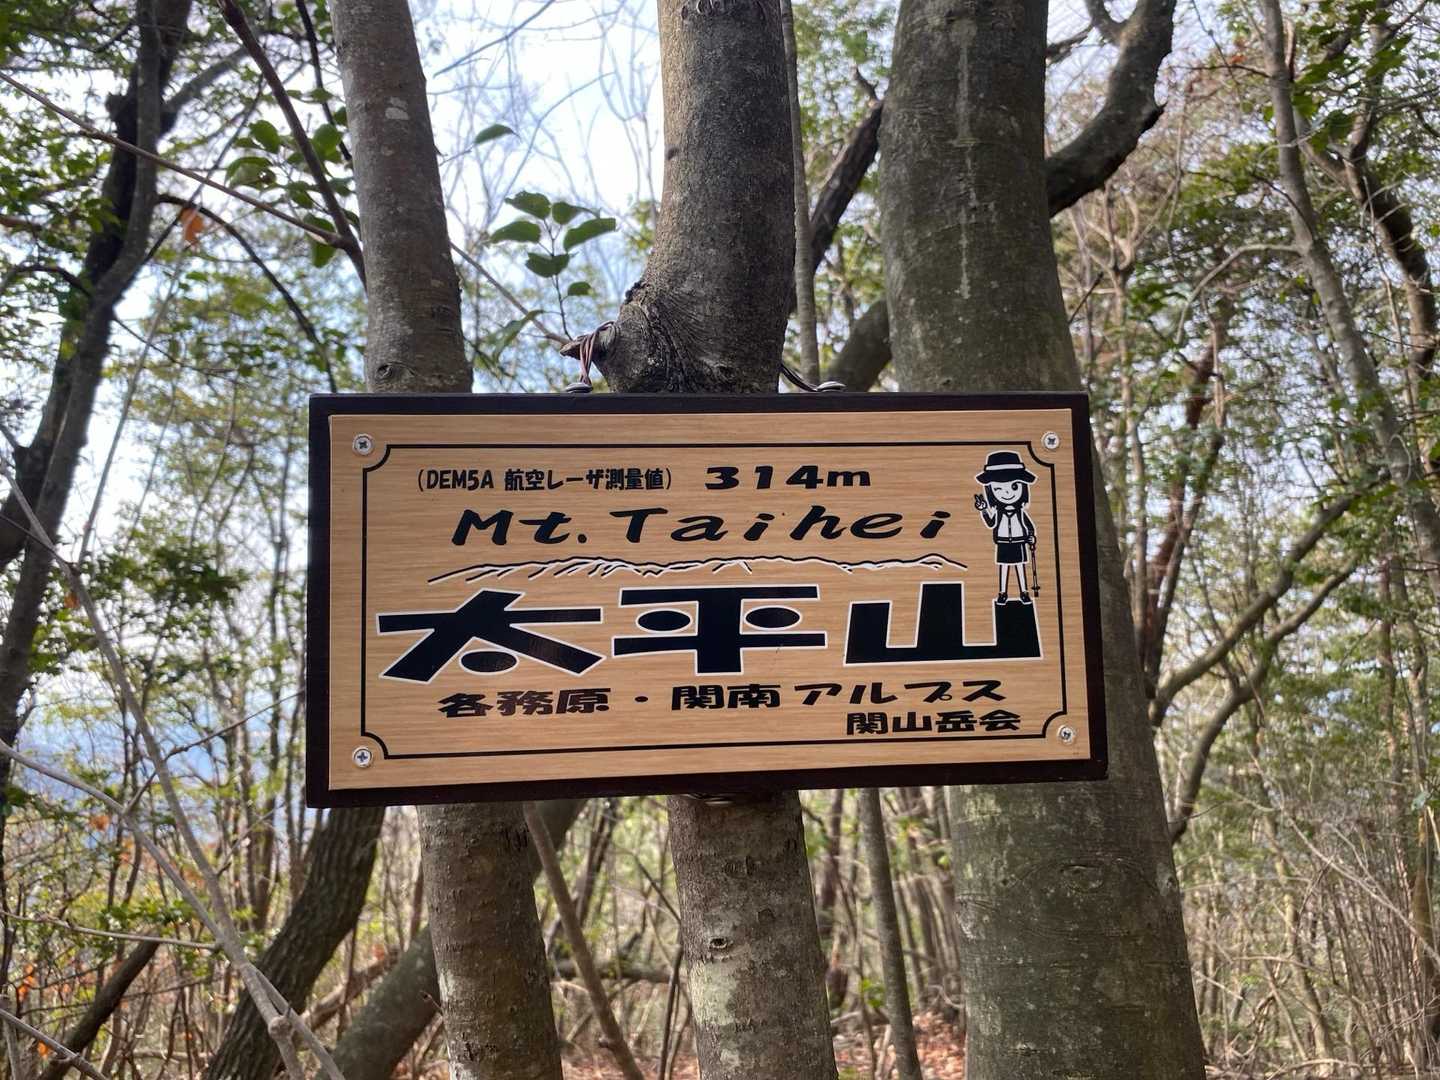 (DEM5A 航空レーザ測量値) 314m
Mt.Taihei
太平山
各務原・関南アルプス
関山岳会